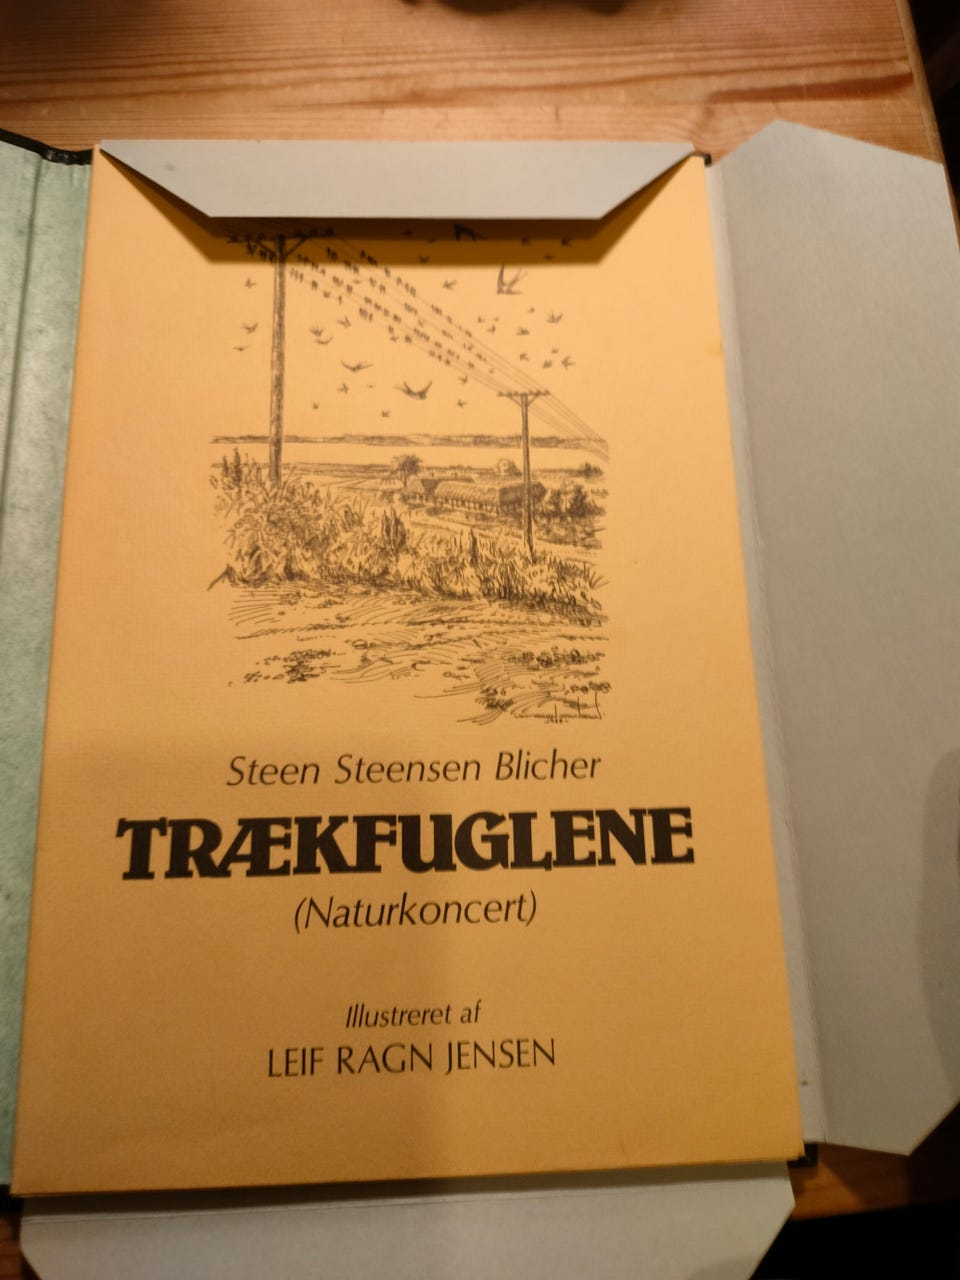 Steen Steensen Blicher
TRÆKFUGLENE
(Naturkoncert)
Illustreret af
LEIF RAGN JENSEN